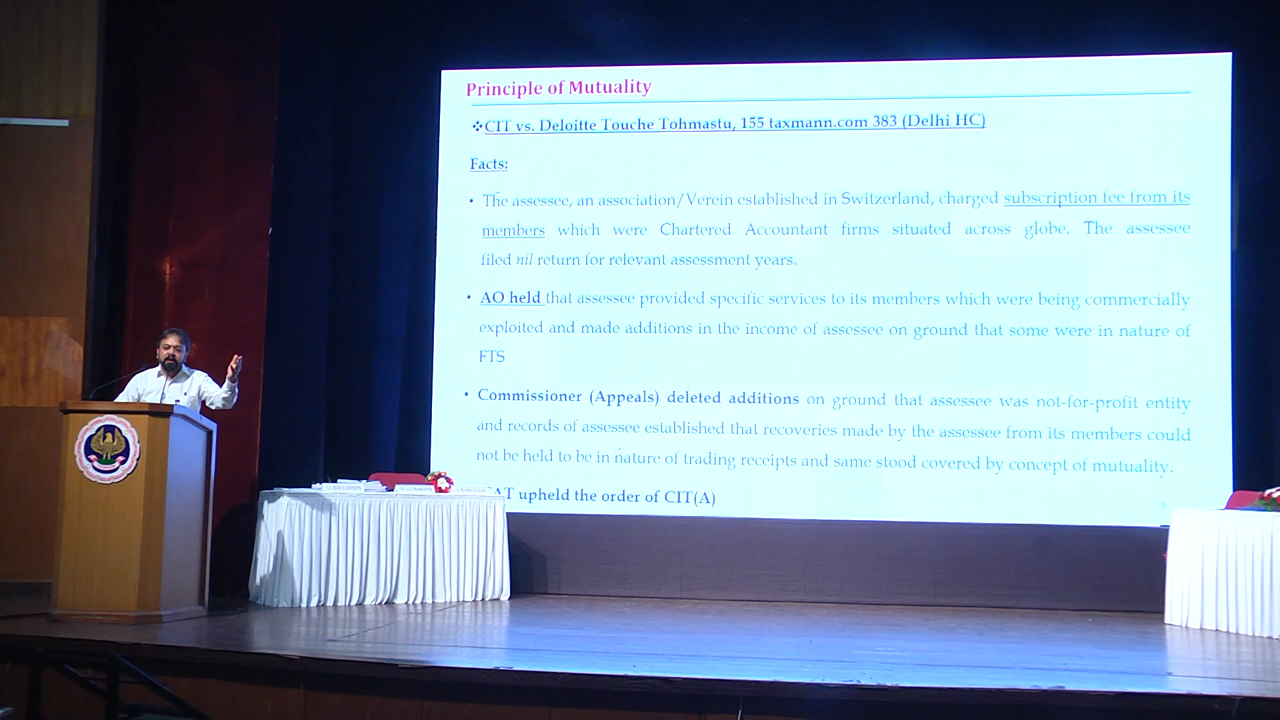 Principle of Mutuality
❖CIT vs. Deloitte Touche Tohmastu, 155 taxmann.com 383 (Delhi HC)
Facts:
• The assessee, an association/Verein established in Switzerland, charged subscription fee from its
members which were Chartered Accountant firms situated across globe. The assessee
filed nil return for relevant assessment years.
• AO held that assessee provided specific services to its members which were being commercially
exploited and made additions in the income of assessee on ground that some were in nature of
FTS
• Commissioner (Appeals) deleted additions on ground that assessee was not-for-profit entity
and records of assessee established that recoveries made by the assessee from its members could
not be held to be in nature of trading receipts and same stood covered by concept of mutuality.
upheld the order of CIT(A)